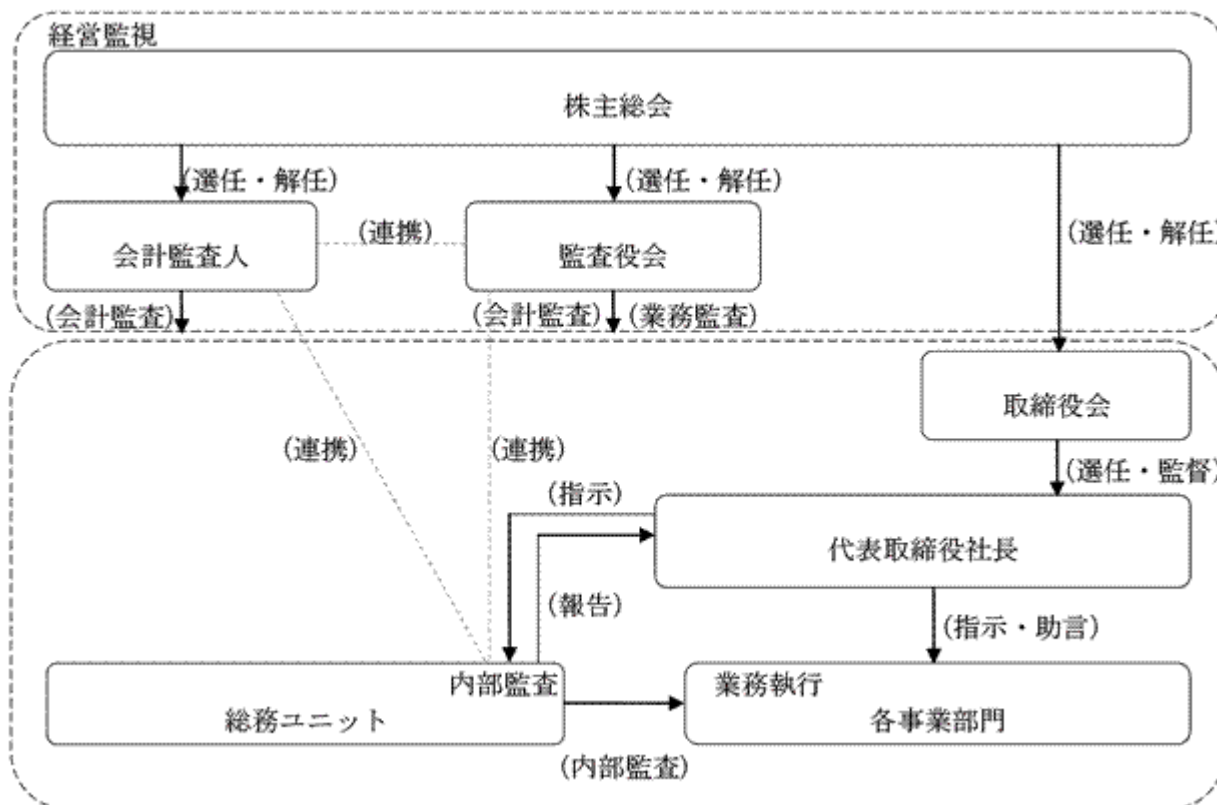 経営監視
株主総会
(選任・解任)
(選任・解任)
(選任・解任)
会計監査人
(連携)
監査役会
(会計監査)
(会計監査)
(業務監査)
取締役会
(連携)
(連携)
(選任・監督)
(指示)
代表取締役社長
(報告)
(指示・助言)
内部監査
総務ユニット
業務執行
各事業部門
(内部監査)